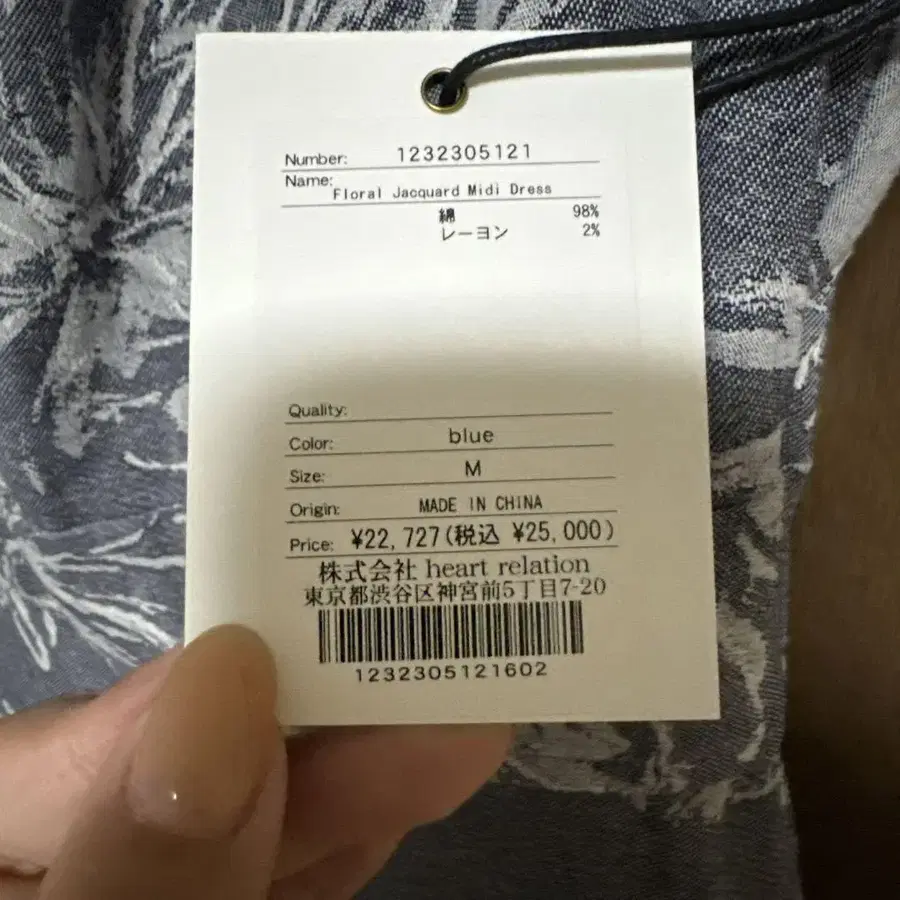 Number: 1232305121
Name: Floral Jacquard Midi Dress
綿 98%
レーヨン 2%
Quality:
Color: blue
Size: M
Origin: MADE IN CHINA
Price: ¥22,727(税込 ¥25,000)
株式会社 heart relation
東京都渋谷区神宮前5丁目7-20
1232305121602